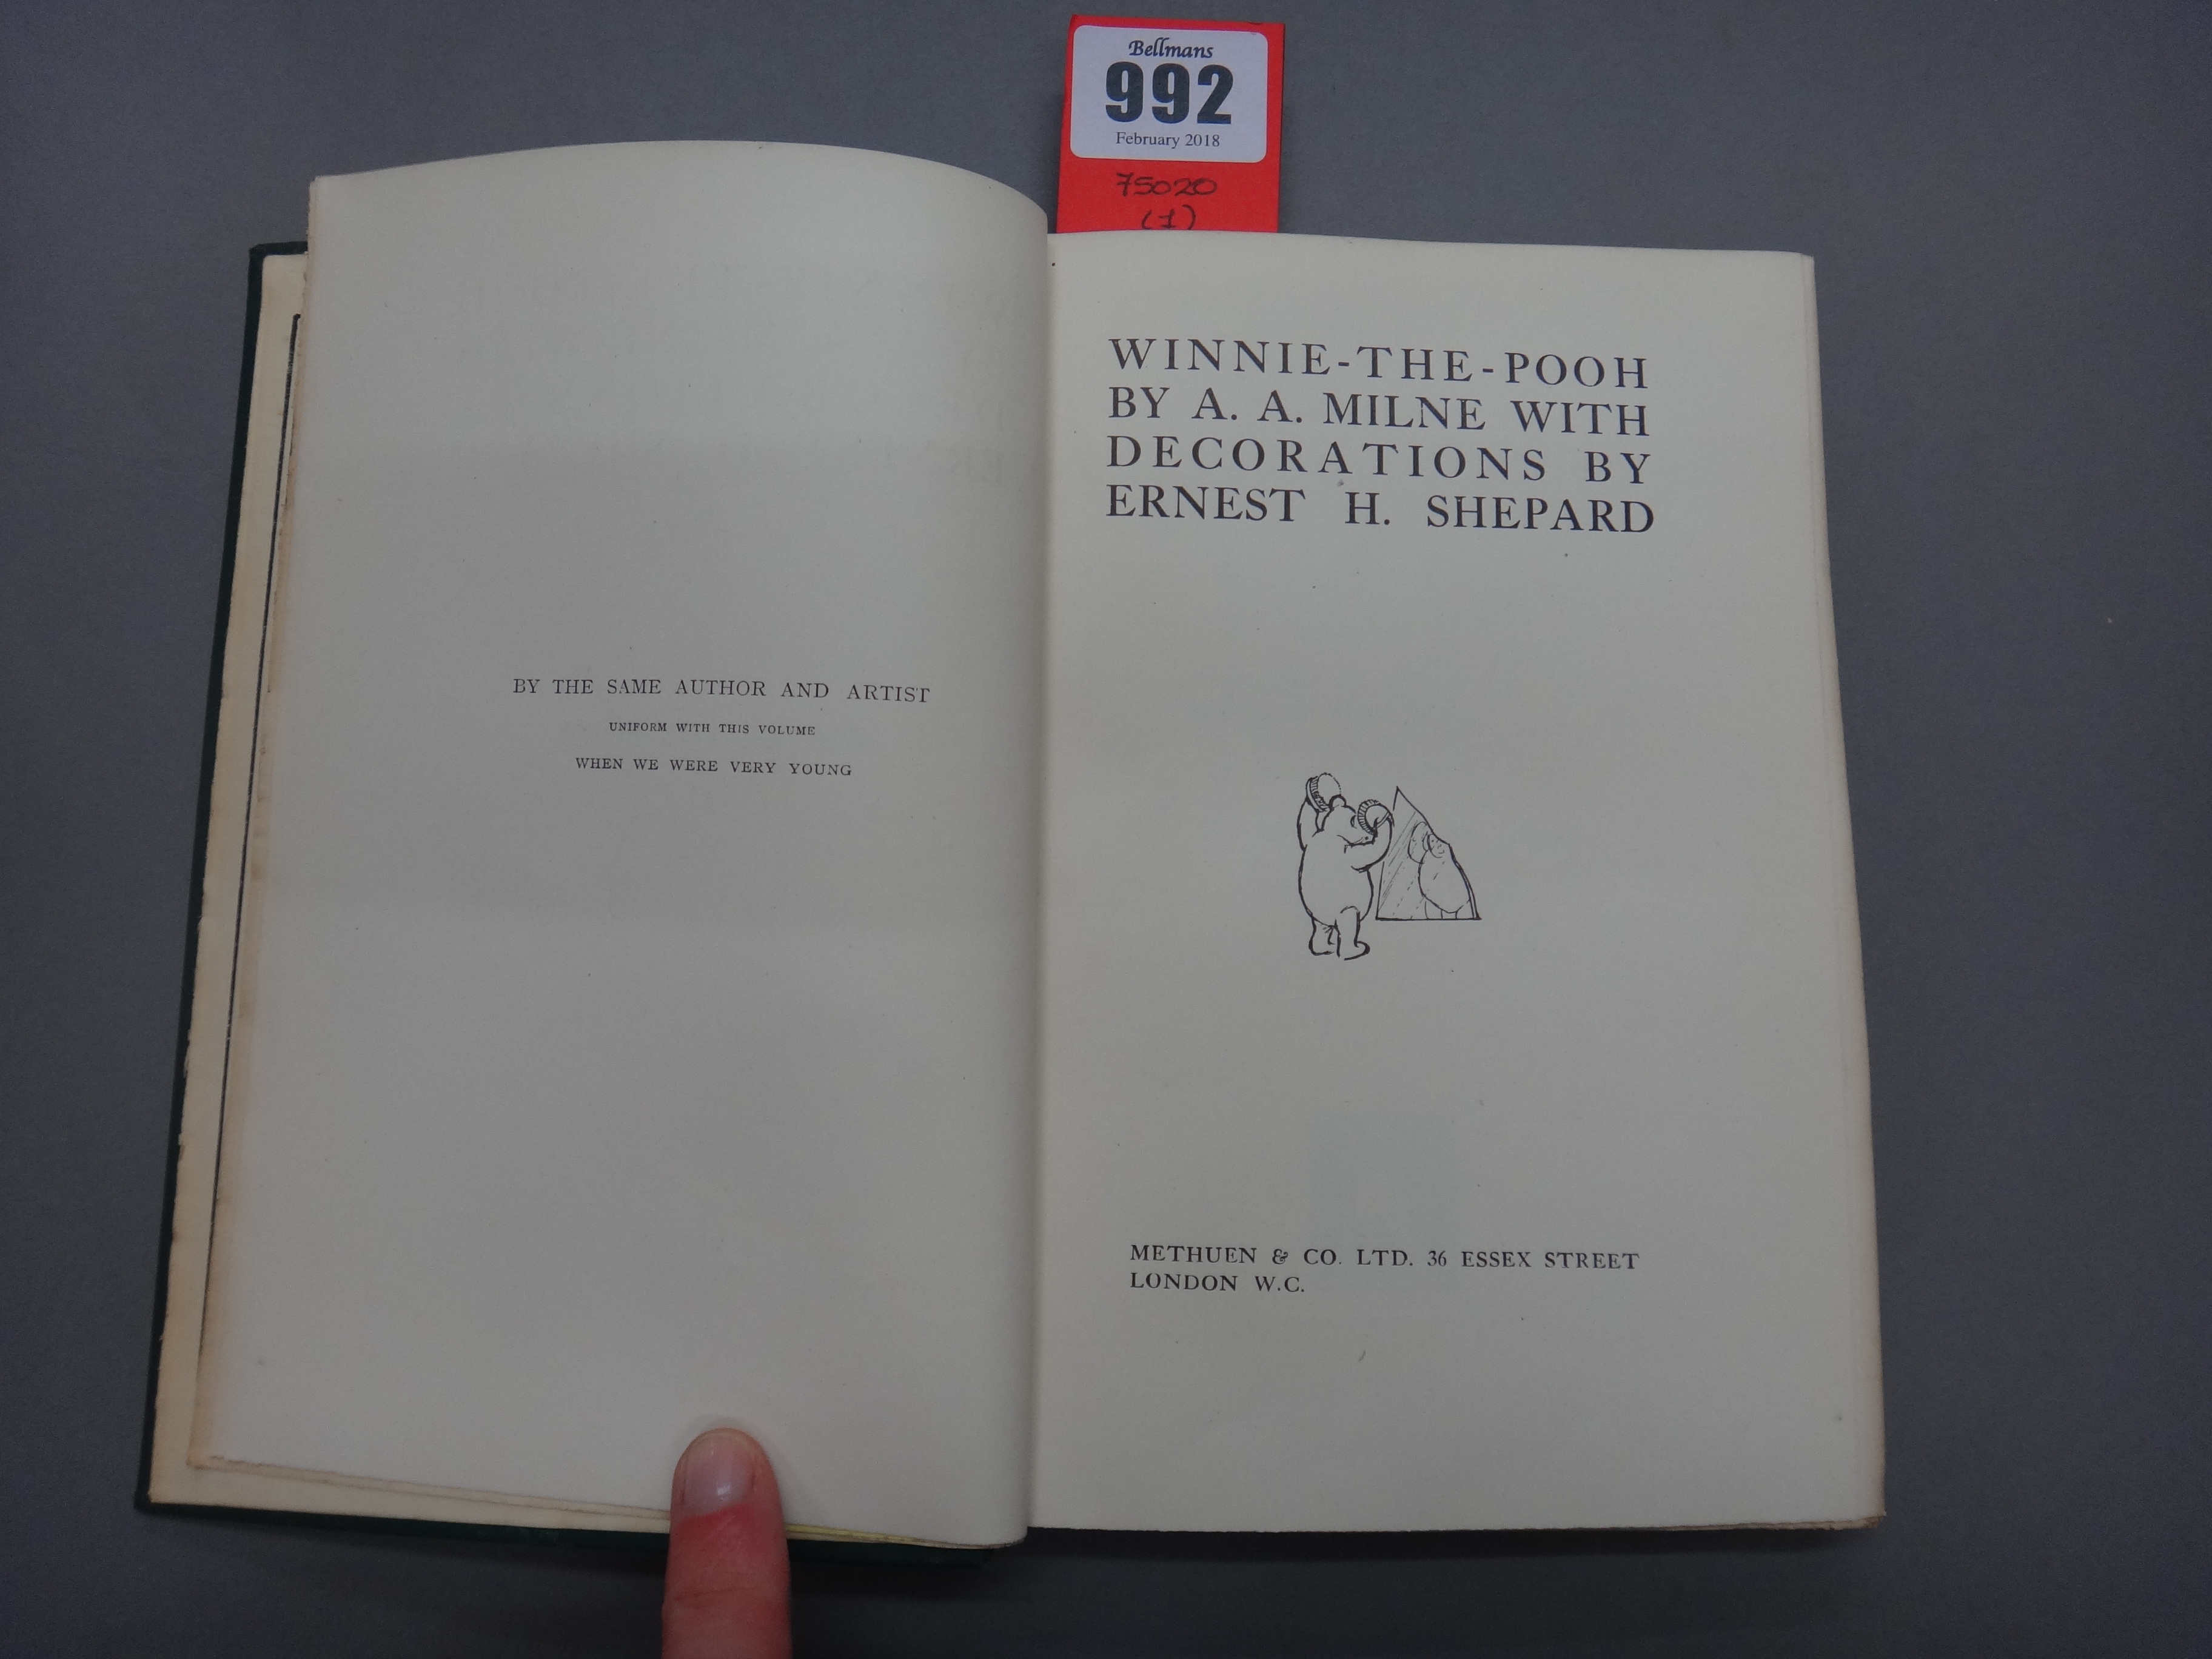 Bellmans
992
February 2018
75020
(1)
BY THE SAME AUTHOR AND ARTIST
UNIFORM WITH THIS VOLUME
WHEN WE WERE VERY YOUNG
WINNIE-THE-POOH
BY A. A. MILNE WITH
DECORATIONS BY
ERNEST H. SHEPARD
METHUEN & CO. LTD. 36 ESSEX STREET
LONDON W.C.